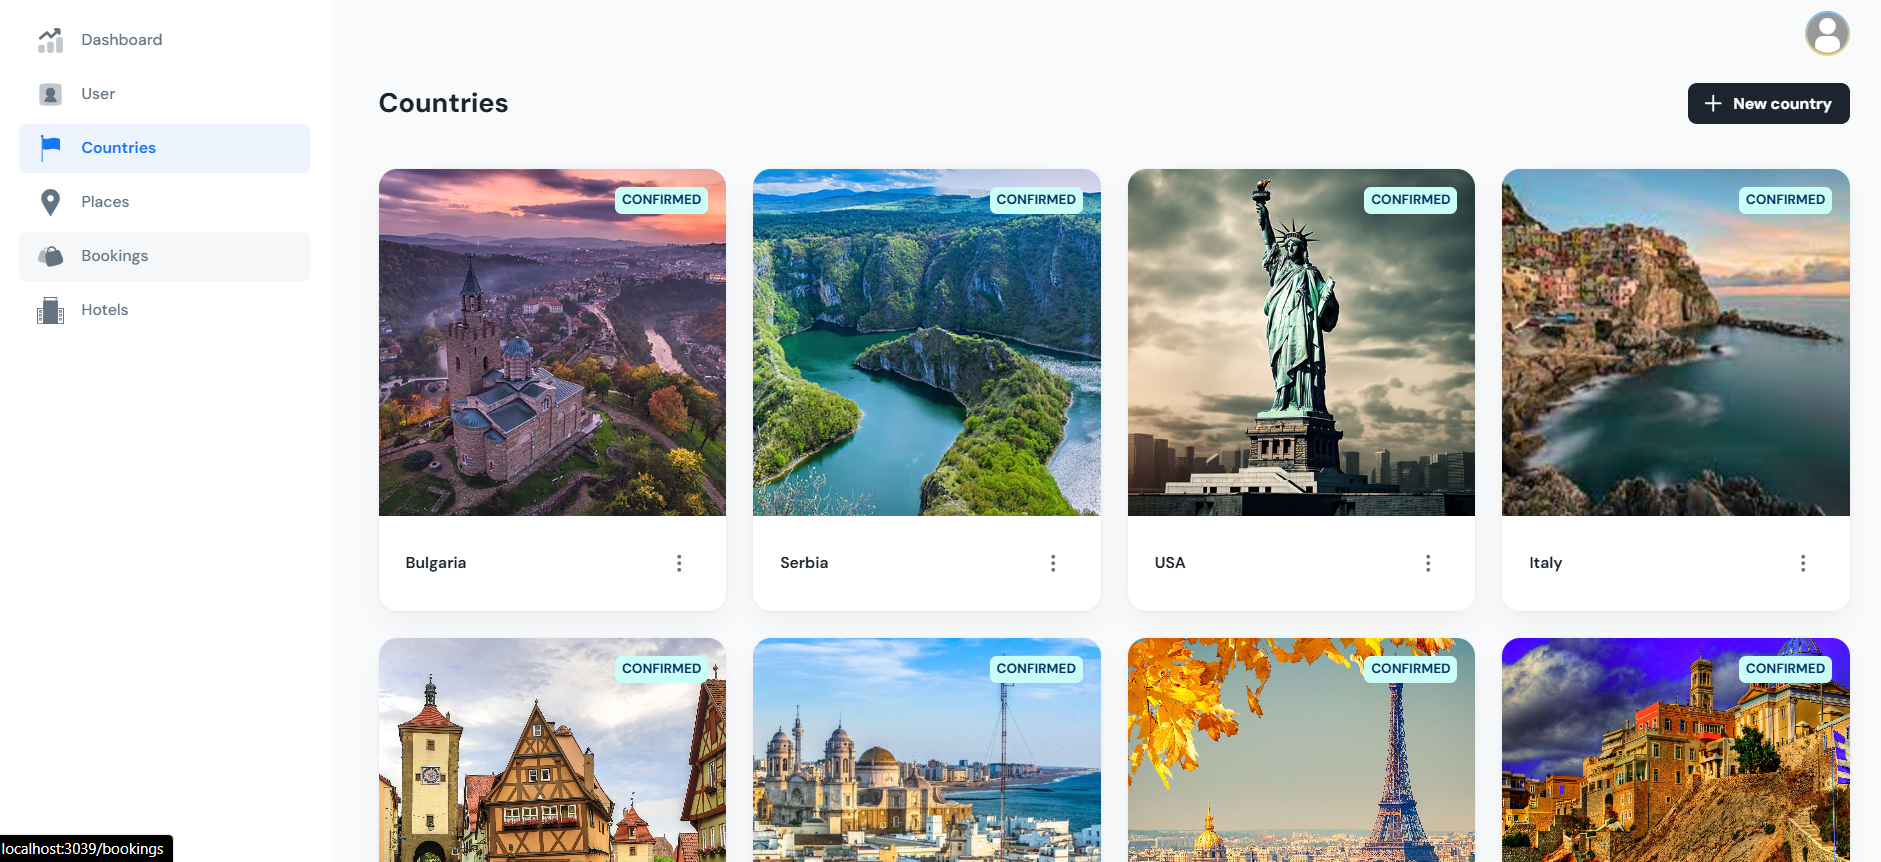 Dashboard
User
Countries
Places
Bookings
Hotels
Countries
New country
CONFIRMED
CONFIRMED
CONFIRMED
CONFIRMED
Bulgaria
Serbia
USA
Italy
CONFIRMED
CONFIRMED
CONFIRMED
CONFIRMED
localhost:3039/bookings